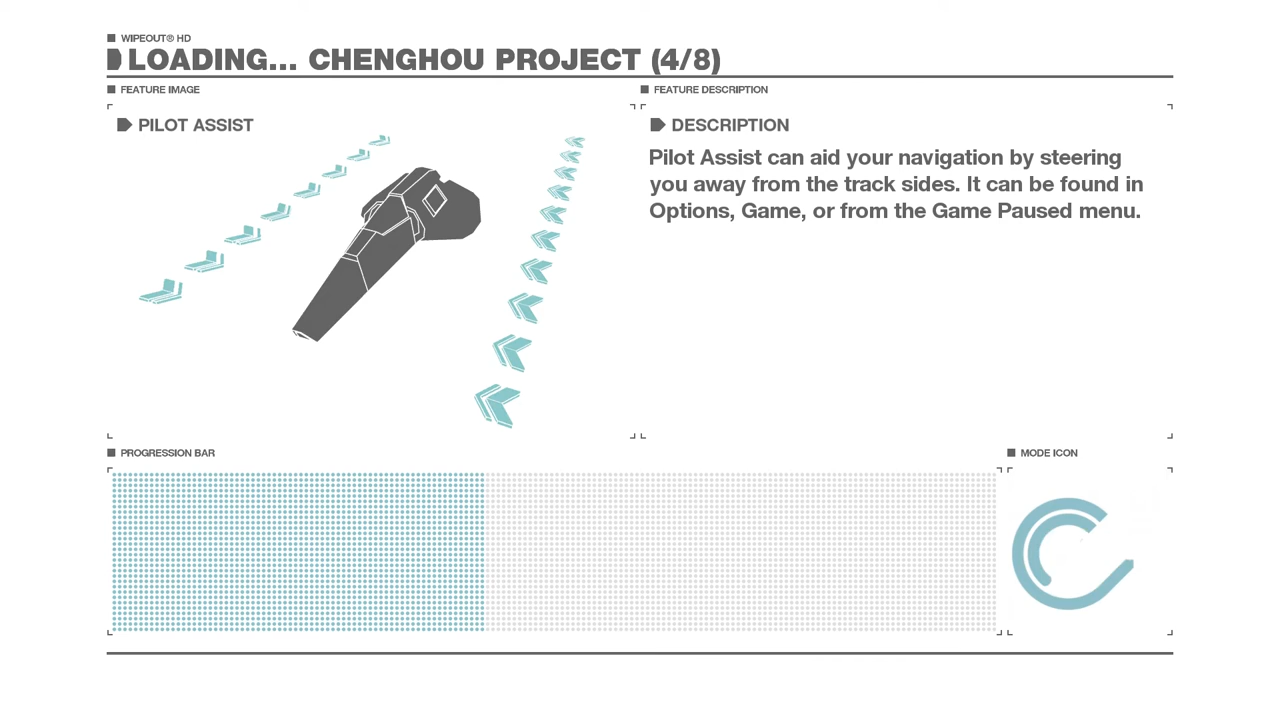 WIPEOUT® HD
LOADING... CHENGHOU PROJECT (4/8)
FEATURE IMAGE
PILOT ASSIST
FEATURE DESCRIPTION
DESCRIPTION
Pilot Assist can aid your navigation by steering
you away from the track sides. It can be found in
Options, Game, or from the Game Paused menu.
PROGRESSION BAR
MODE ICON